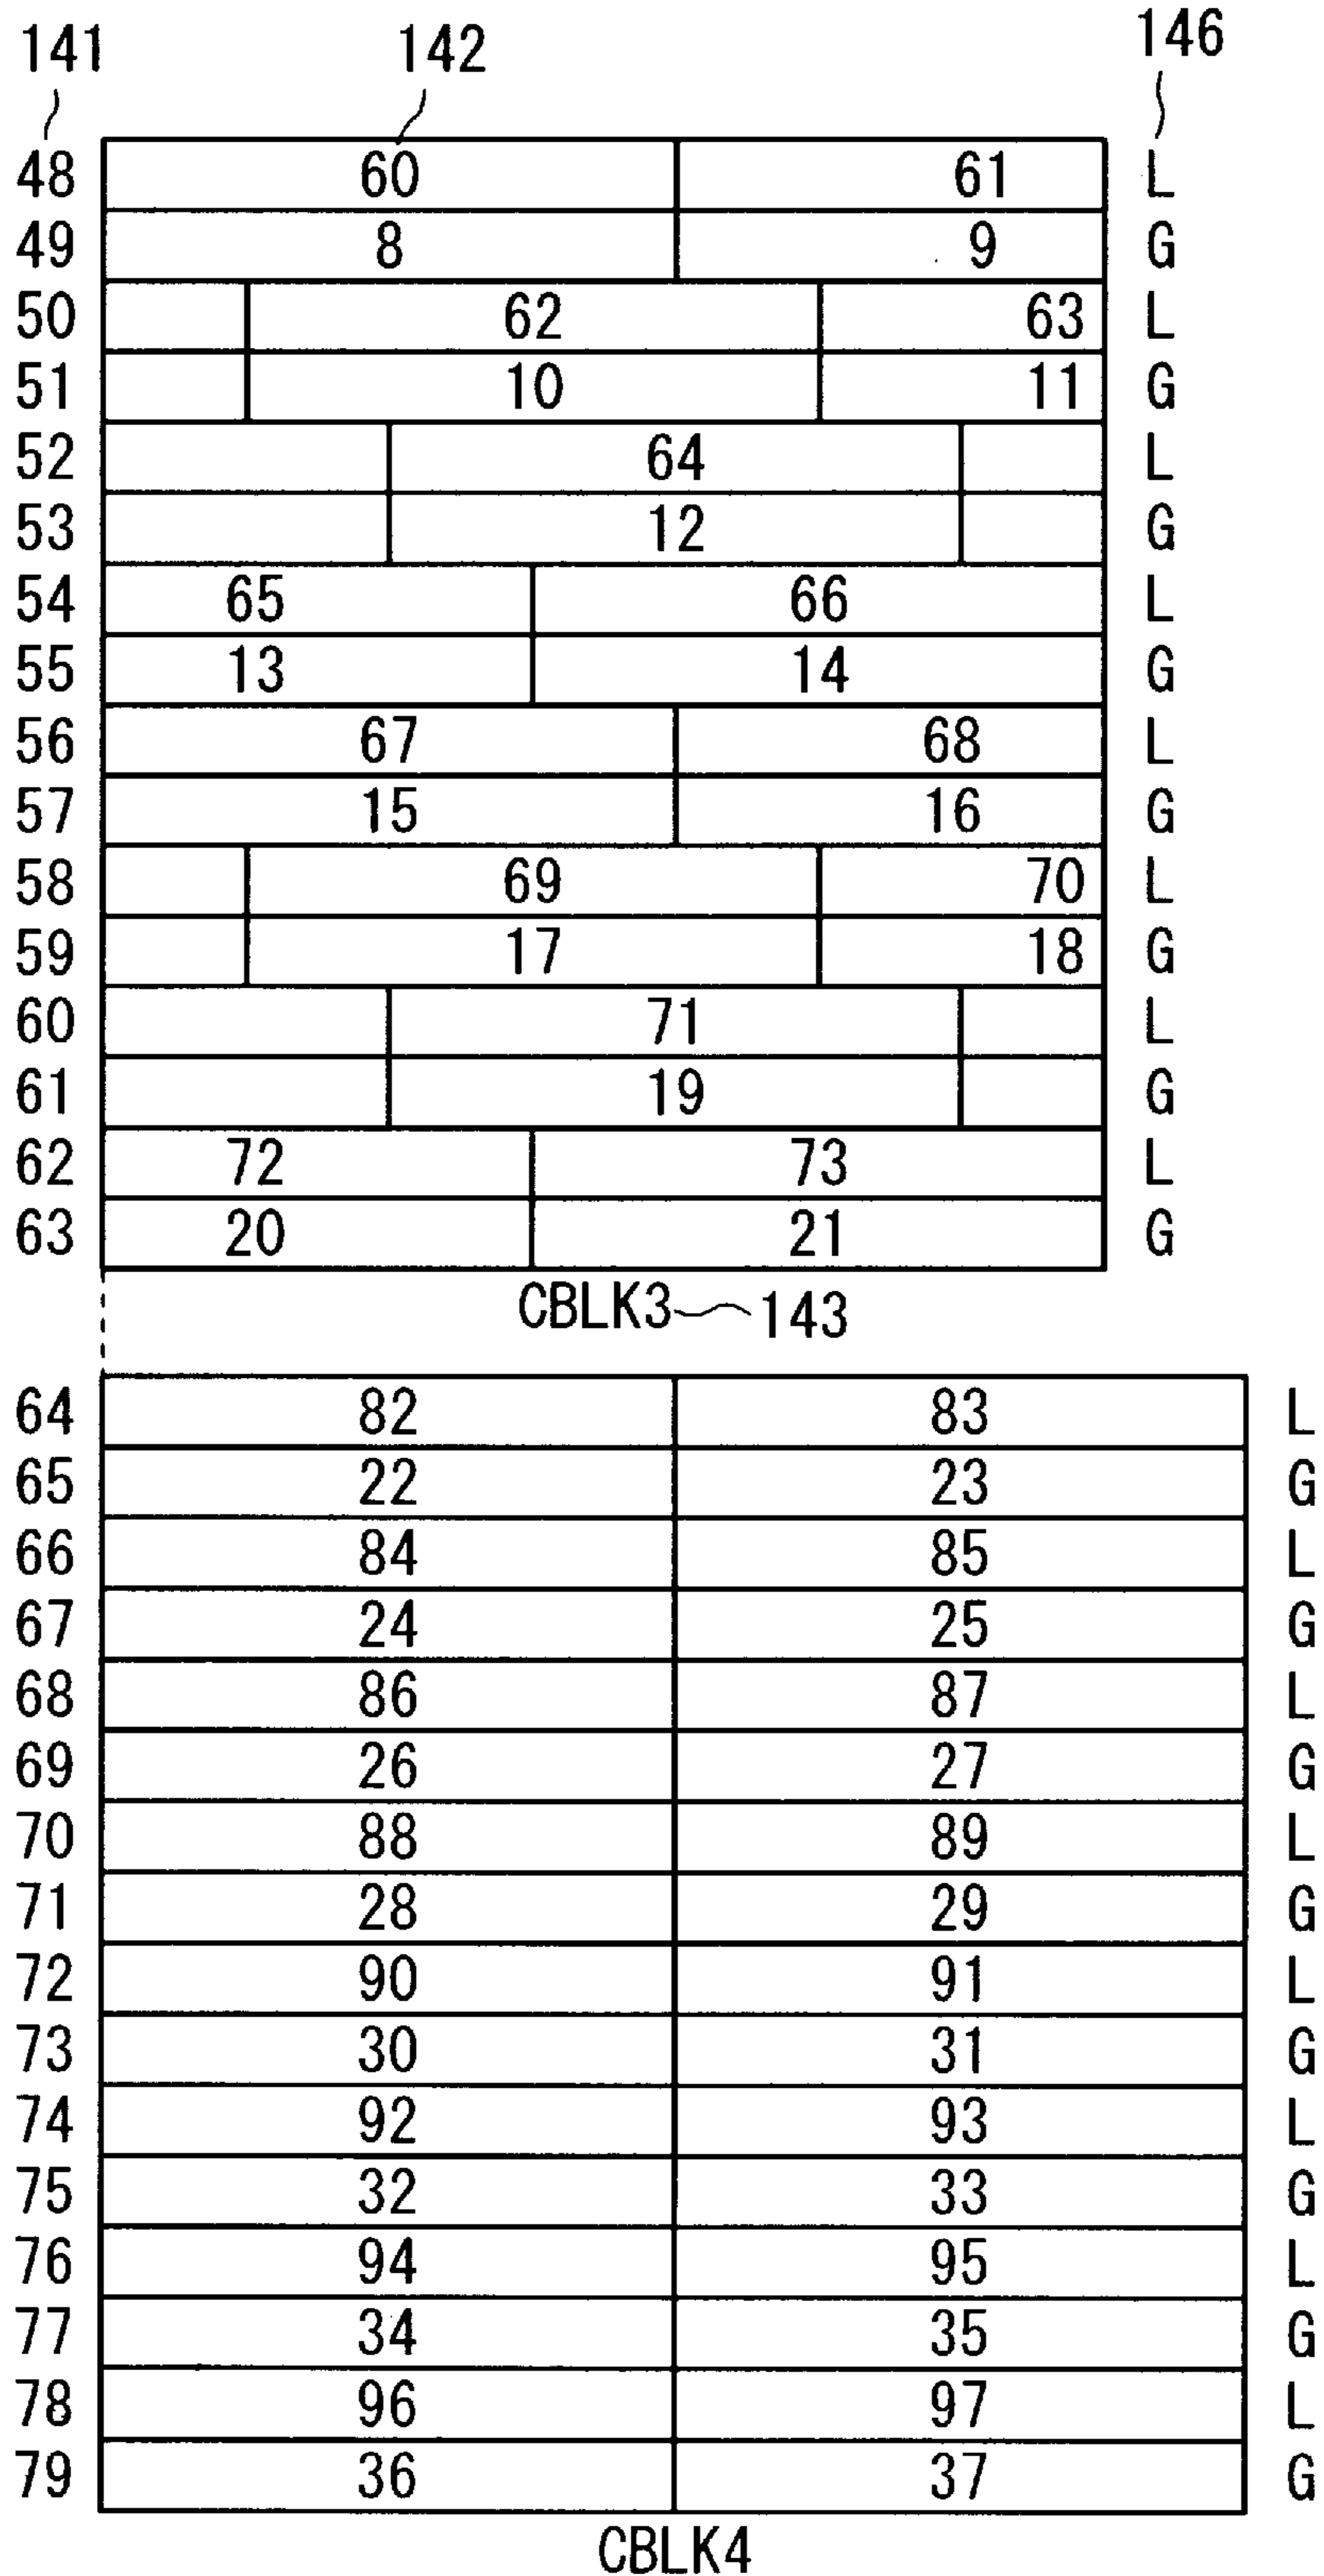 141 142 146
48 60 61 L
49 8 9 G
50 62 63 L
51 10 11 G
52 64 L
53 12 G
54 65 66 L
55 13 14 G
56 67 68 L
57 15 16 G
58 69 70 L
59 17 18 G
60 71 L
61 19 G
62 72 73 L
63 20 21 G
CBLK3 143
64 82 83 L
65 22 23 G
66 84 85 L
67 24 25 G
68 86 87 L
69 26 27 G
70 88 89 L
71 28 29 G
72 90 91 L
73 30 31 G
74 92 93 L
75 32 33 G
76 94 95 L
77 34 35 G
78 96 97 L
79 36 37 G
CBLK4